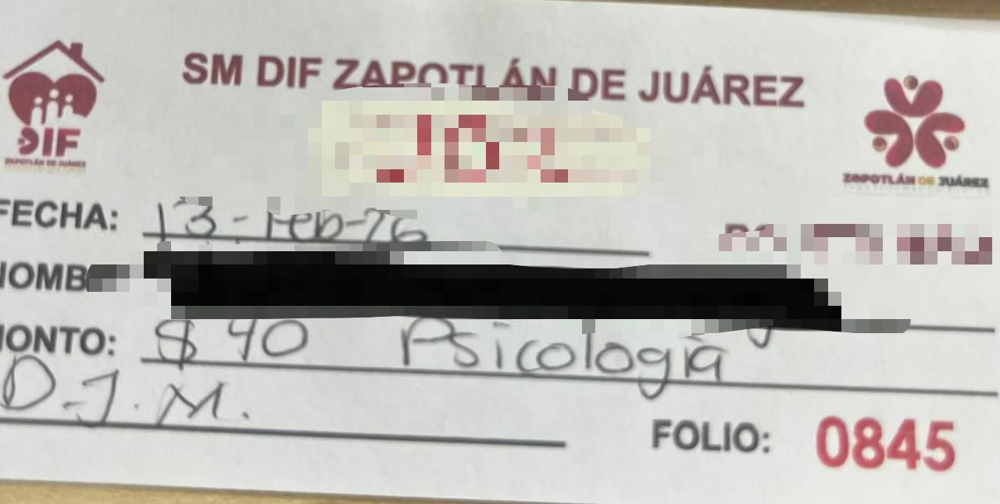 SM DIF ZAPOTLÁN DE JUÁREZ
DIF
ZAPOTLÁN DE JUÁREZ
ZAPOTLÁN DE JUÁREZ
FECHA: 13-Feb-26
NOMB
MONTO: $ 40 Psicología
D.J.M.
FOLIO: 0845